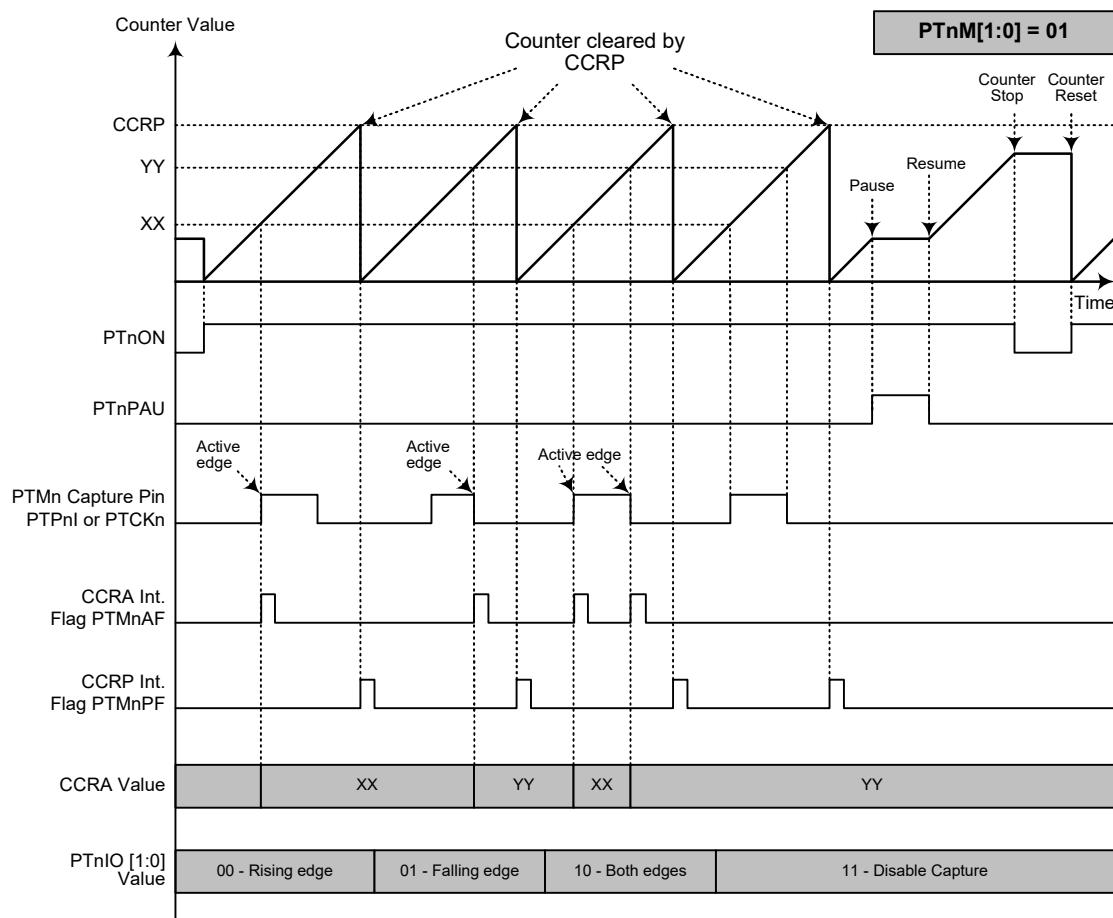 Counter Value
PTnM[1:0] = 01
Counter cleared by
CCRP
Counter
Stop
Counter
Reset
CCRP
YY
XX
Pause
Resume
Time
PTnON
PTnPAU
Active
edge
Active
edge
Active edge
PTMn Capture Pin
PTPnI or PTCKn
CCRA Int.
Flag PTMnAF
CCRP Int.
Flag PTMnPF
CCRA Value
XX
YY
XX
YY
PTnIO [1:0]
Value
00 - Rising edge
01 - Falling edge
10 - Both edges
11 - Disable Capture